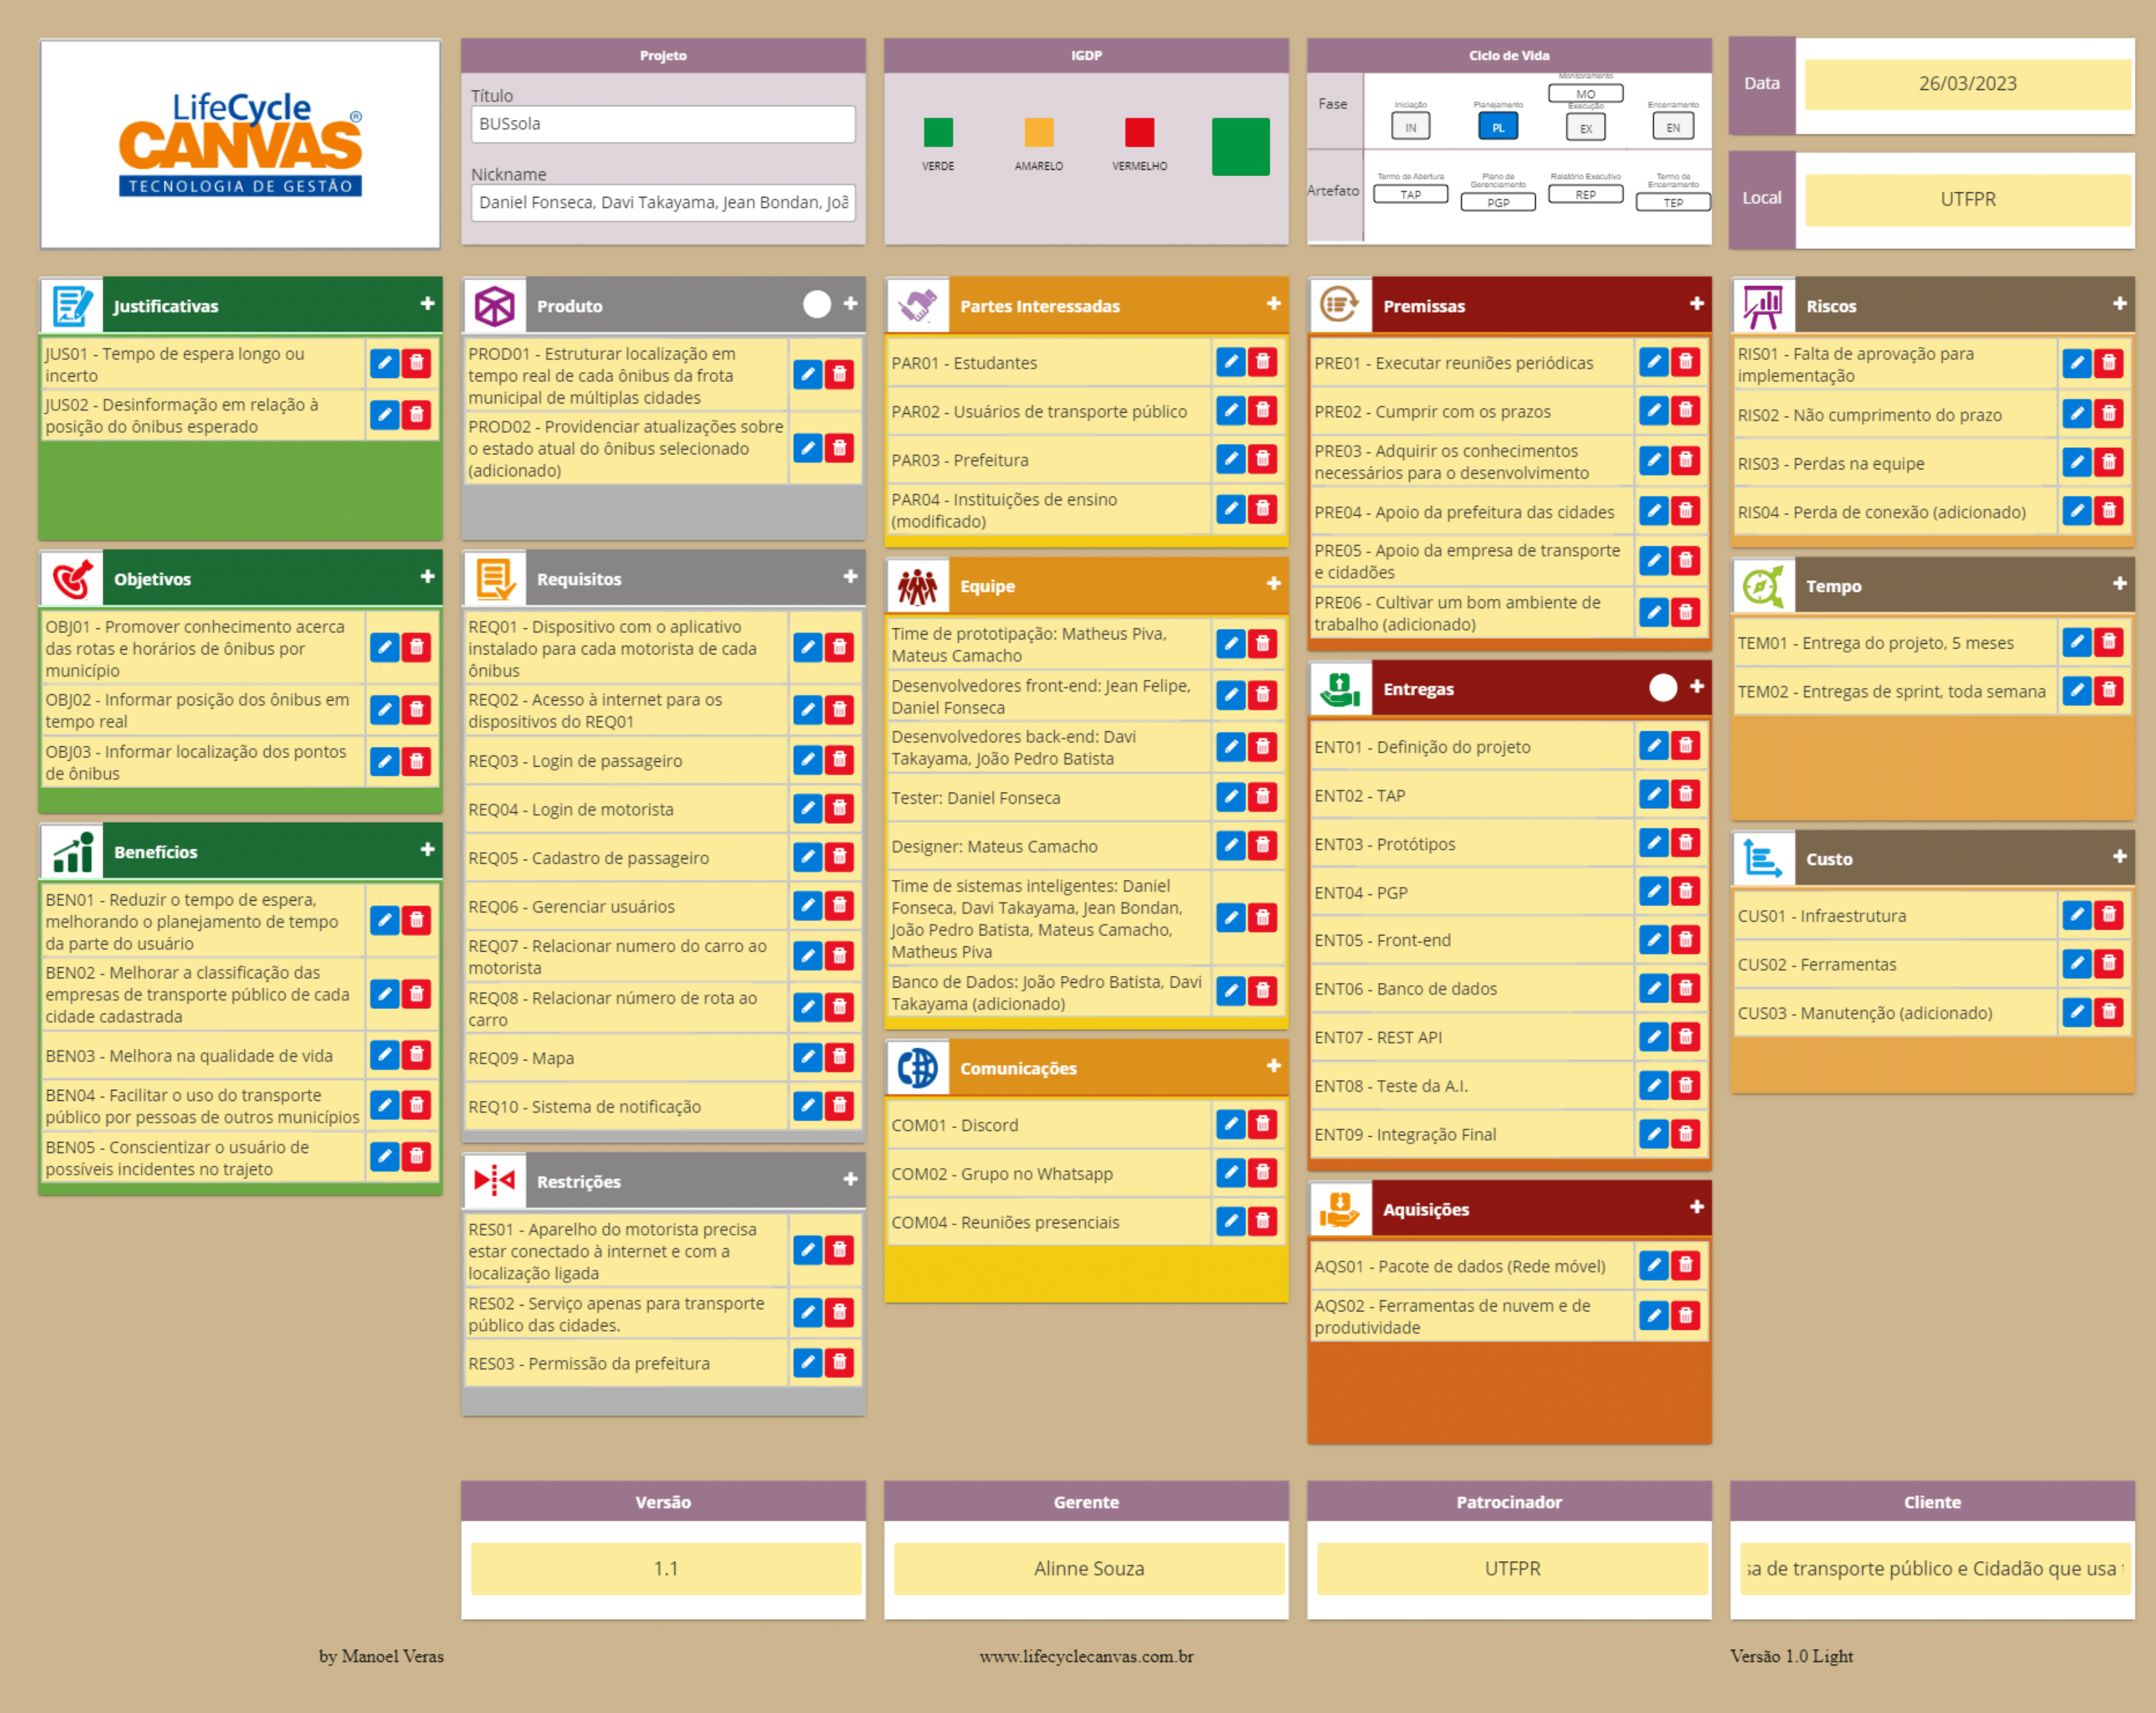 LifeCycle
CANVAS®
TECNOLOGIA DE GESTÃO
Projeto
Título
BUSsola
Nickname
Daniel Fonseca, Davi Takayama, Jean Bondan, Joã
IGDP
VERDE
AMARELO
VERMELHO
Ciclo de Vida
Fase
Iniciação
IN
Planejamento
PL
Monitoramento
MO
Execução
EX
Encerramento
EN
Artefato
Termo de Abertura
TAP
Plano de
Gerenciamento
PGP
Relatório Executivo
REP
Termo de
Encerramento
TEP
Data
26/03/2023
Local
UTFPR
Justificativas
JUS01 - Tempo de espera longo ou
incerto
JUS02 - Desinformação em relação à
posição do ônibus esperado
Objetivos
OBJ01 - Promover conhecimento acerca
das rotas e horários de ônibus por
município
OBJ02 - Informar posição dos ônibus em
tempo real
OBJ03 - Informar localização dos pontos
de ônibus
Benefícios
BEN01 - Reduzir o tempo de espera,
melhorando o planejamento de tempo
da parte do usuário
BEN02 - Melhorar a classificação das
empresas de transporte público de cada
cidade cadastrada
BEN03 - Melhora na qualidade de vida
BEN04 - Facilitar o uso do transporte
público por pessoas de outros municípios
BEN05 - Conscientizar o usuário de
possíveis incidentes no trajeto
Produto
PROD01 - Estruturar localização em
tempo real de cada ônibus da frota
municipal de múltiplas cidades
PROD02 - Providenciar atualizações sobre
o estado atual do ônibus selecionado
(adicionado)
Requisitos
REQ01 - Dispositivo com o aplicativo
instalado para cada motorista de cada
ônibus
REQ02 - Acesso à internet para os
dispositivos do REQ01
REQ03 - Login de passageiro
REQ04 - Login de motorista
REQ05 - Cadastro de passageiro
REQ06 - Gerenciar usuários
REQ07 - Relacionar numero do carro ao
motorista
REQ08 - Relacionar número de rota ao
carro
REQ09 - Mapa
REQ10 - Sistema de notificação
Restrições
RES01 - Aparelho do motorista precisa
estar conectado à internet e com a
localização ligada
RES02 - Serviço apenas para transporte
público das cidades.
RES03 - Permissão da prefeitura
Partes Interessadas
PAR01 - Estudantes
PAR02 - Usuários de transporte público
PAR03 - Prefeitura
PAR04 - Instituições de ensino
(modificado)
Equipe
Time de prototipação: Matheus Piva,
Mateus Camacho
Desenvolvedores front-end: Jean Felipe,
Daniel Fonseca
Desenvolvedores back-end: Davi
Takayama, João Pedro Batista
Tester: Daniel Fonseca
Designer: Mateus Camacho
Time de sistemas inteligentes: Daniel
Fonseca, Davi Takayama, Jean Bondan,
João Pedro Batista, Mateus Camacho,
Matheus Piva
Banco de Dados: João Pedro Batista, Davi
Takayama (adicionado)
Comunicações
COM01 - Discord
COM02 - Grupo no Whatsapp
COM04 - Reuniões presenciais
Premissas
PRE01 - Executar reuniões periódicas
PRE02 - Cumprir com os prazos
PRE03 - Adquirir os conhecimentos
necessários para o desenvolvimento
PRE04 - Apoio da prefeitura das cidades
PRE05 - Apoio da empresa de transporte
e cidadões
PRE06 - Cultivar um bom ambiente de
trabalho (adicionado)
Entregas
ENT01 - Definição do projeto
ENT02 - TAP
ENT03 - Protótipos
ENT04 - PGP
ENT05 - Front-end
ENT06 - Banco de dados
ENT07 - REST API
ENT08 - Teste da A.I.
ENT09 - Integração Final
Aquisições
AQS01 - Pacote de dados (Rede móvel)
AQS02 - Ferramentas de nuvem e de
produtividade
Riscos
RIS01 - Falta de aprovação para
implementação
RIS02 - Não cumprimento do prazo
RIS03 - Perdas na equipe
RIS04 - Perda de conexão (adicionado)
Tempo
TEM01 - Entrega do projeto, 5 meses
TEM02 - Entregas de sprint, toda semana
Custo
CUS01 - Infraestrutura
CUS02 - Ferramentas
CUS03 - Manutenção (adicionado)
Versão
1.1
Gerente
Alinne Souza
Patrocinador
UTFPR
Cliente
sa de transporte público e Cidadão que usa
by Manoel Veras
www.lifecyclecanvas.com.br
Versão 1.0 Light